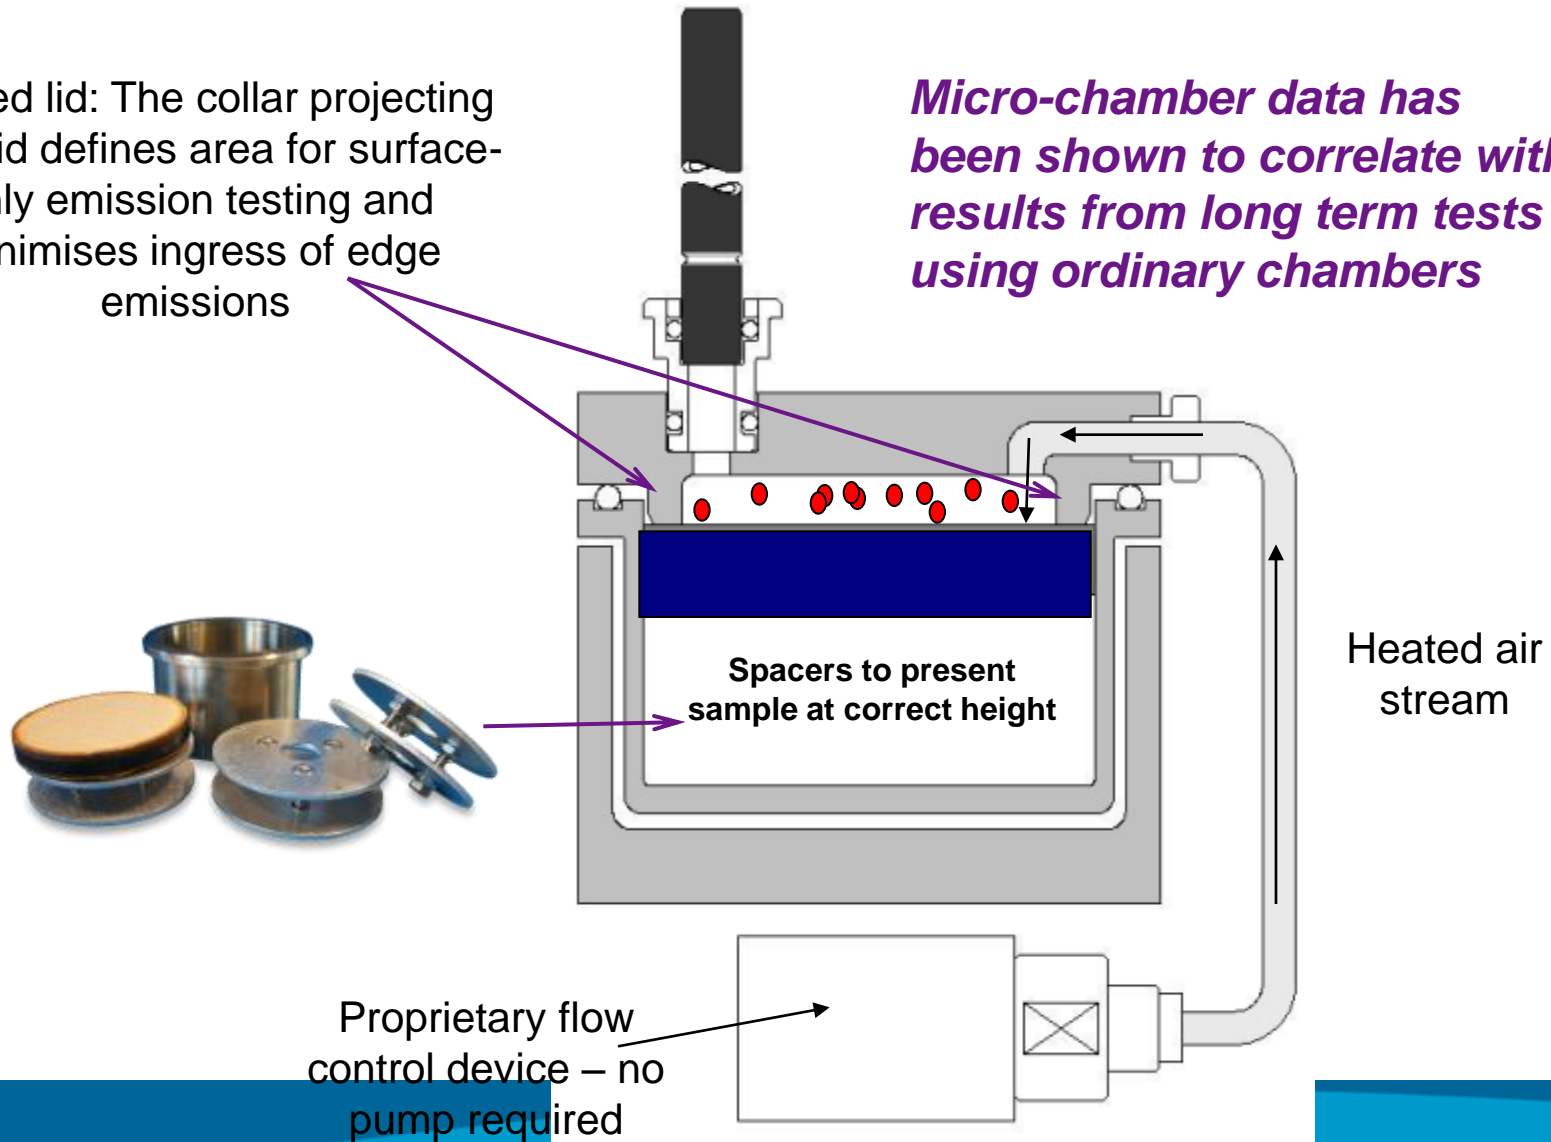 ed lid: The collar projecting
id defines area for surface-
ly emission testing and
nimises ingress of edge
emissions
Micro-chamber data has
been shown to correlate with
results from long term tests
using ordinary chambers
Spacers to present
sample at correct height
Heated air
stream
Proprietary flow
control device – no
pump required